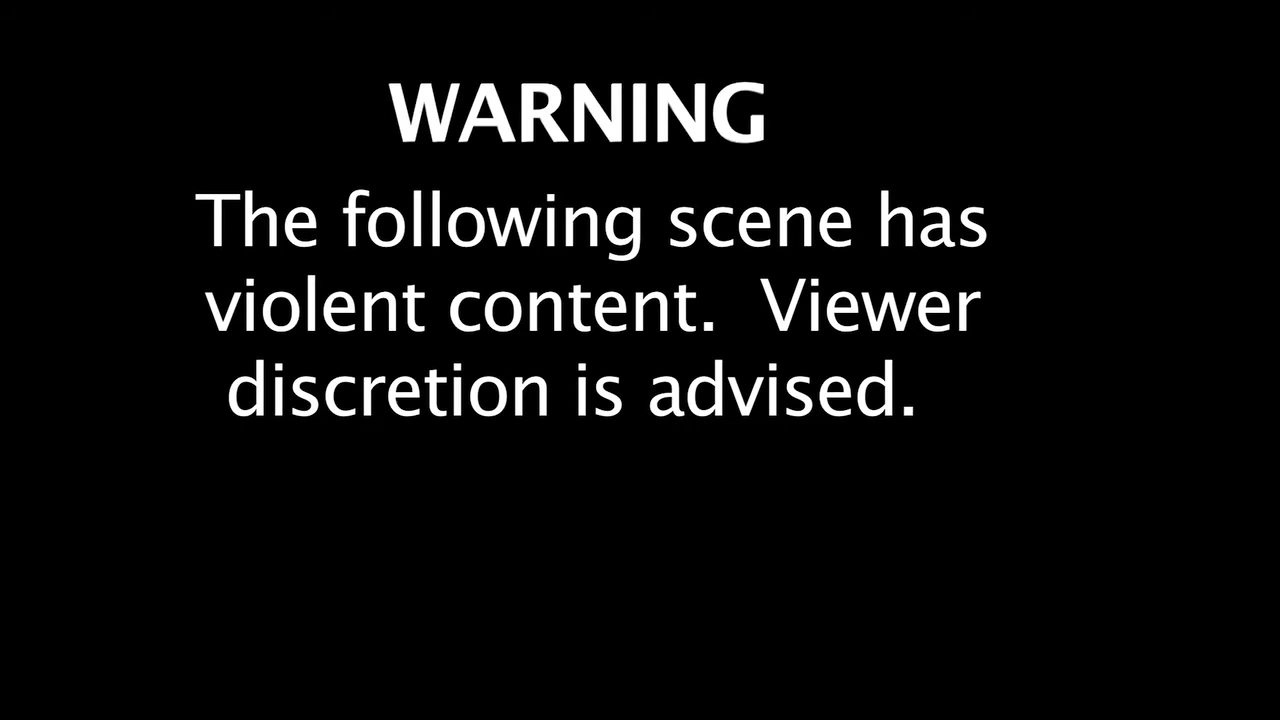 WARNING
The following scene has
violent content.  Viewer
discretion is advised.